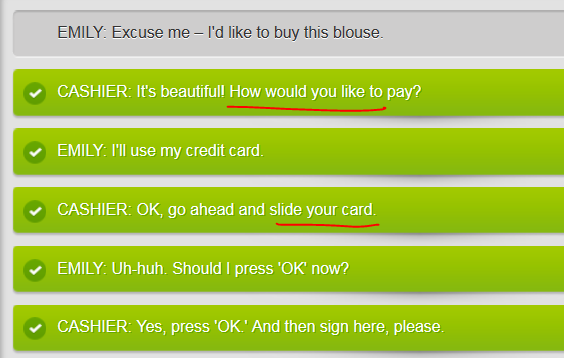 EMILY: Excuse me – I'd like to buy this blouse.
CASHIER: It's beautiful! How would you like to pay?
EMILY: I'll use my credit card.
CASHIER: OK, go ahead and slide your card.
EMILY: Uh-huh. Should I press 'OK' now?
CASHIER: Yes, press 'OK.' And then sign here, please.